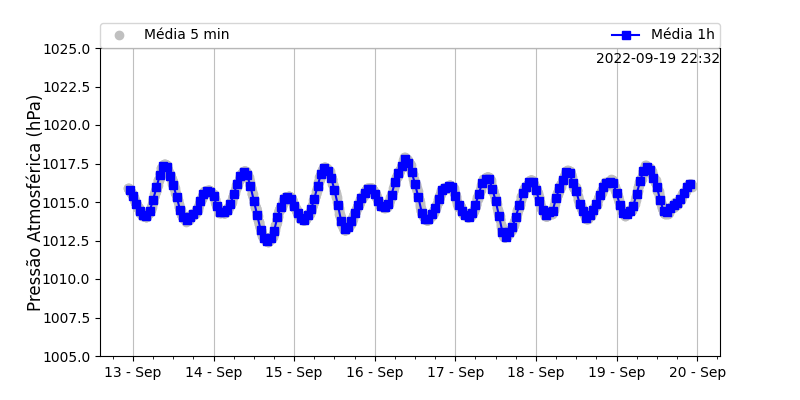 Média 5 min
Média 1h
2022-09-19 22:32
Pressão Atmosférica (hPa)
1025.0
1022.5
1020.0
1017.5
1015.0
1012.5
1010.0
1007.5
1005.0
13 - Sep
14 - Sep
15 - Sep
16 - Sep
17 - Sep
18 - Sep
19 - Sep
20 - Sep